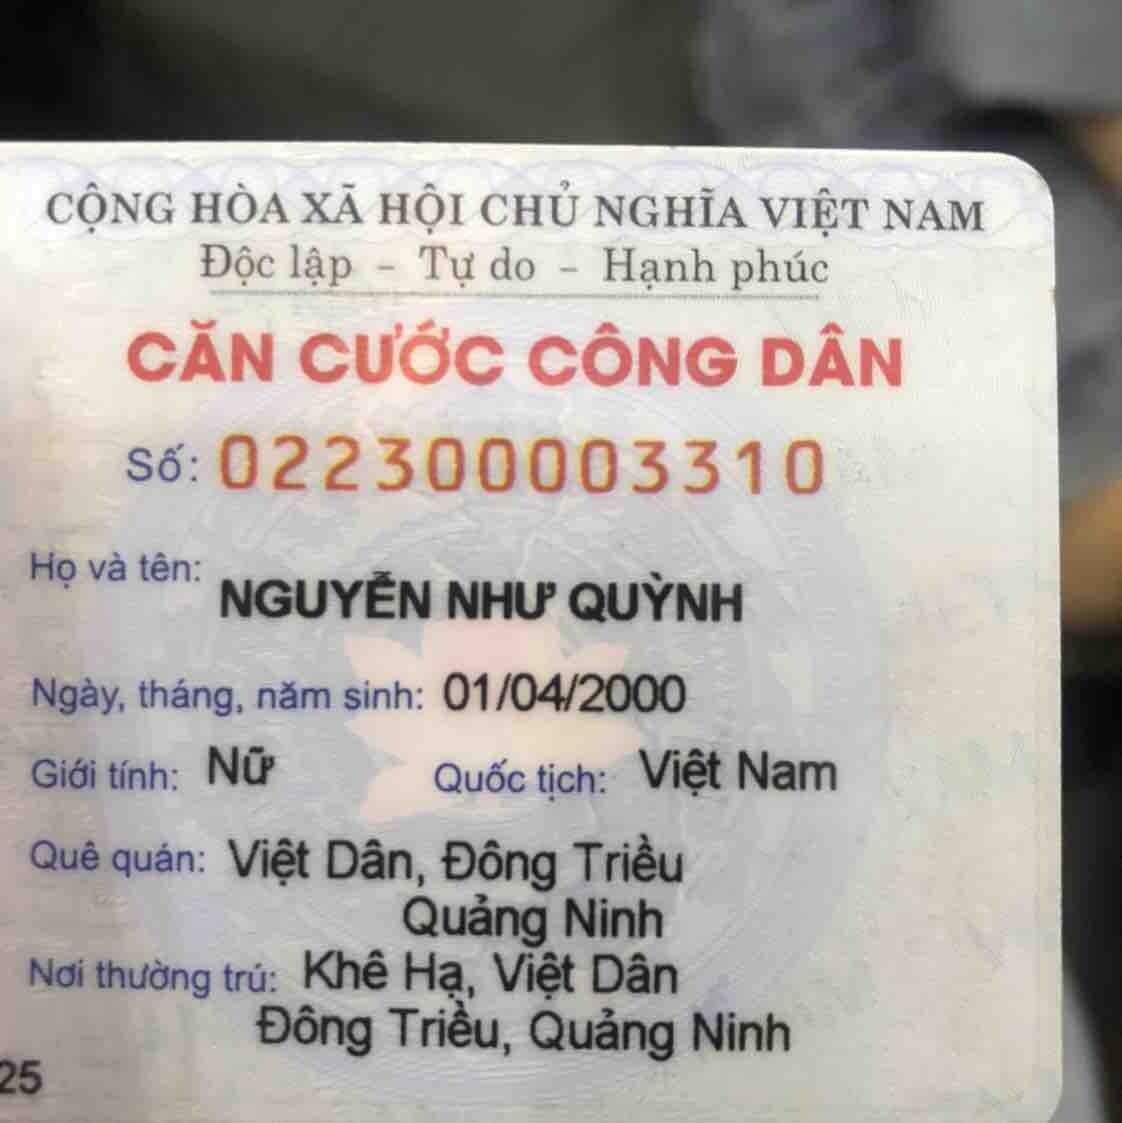 CỘNG HÒA XÃ HỘI CHỦ NGHĨA VIỆT NAM
Độc lập - Tự do - Hạnh phúc
CĂN CƯỚC CÔNG DÂN
Số: 022300003310
Họ và tên: NGUYỄN NHƯ QUỲNH
Ngày, tháng, năm sinh: 01/04/2000
Giới tính: Nữ Quốc tịch: Việt Nam
Quê quán: Việt Dân, Đông Triều
Quảng Ninh
Nơi thường trú: Khê Hạ, Việt Dân
Đông Triều, Quảng Ninh
25